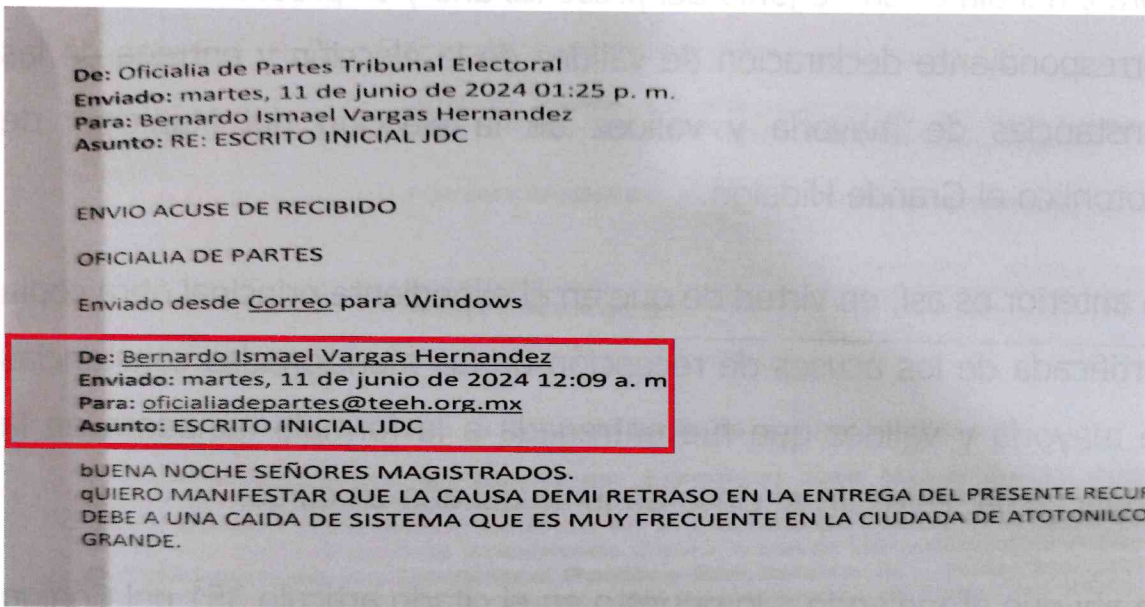 De: Oficialia de Partes Tribunal Electoral
Enviado: martes, 11 de junio de 2024 01:25 p. m.
Para: Bernardo Ismael Vargas Hernandez
Asunto: RE: ESCRITO INICIAL JDC
ENVIO ACUSE DE RECIBIDO
OFICIALIA DE PARTES
Enviado desde Correo para Windows
De: Bernardo Ismael Vargas Hernandez
Enviado: martes, 11 de junio de 2024 12:09 a. m
Para: oficialiadepartes@teeh.org.mx
Asunto: ESCRITO INICIAL JDC
bUENA NOCHE SEÑORES MAGISTRADOS.
qUIERO MANIFESTAR QUE LA CAUSA DEMI RETRASO EN LA ENTREGA DEL PRESENTE RECUR
DEBE A UNA CAIDA DE SISTEMA QUE ES MUY FRECUENTE EN LA CIUDADA DE ATOTONILCO
GRANDE.